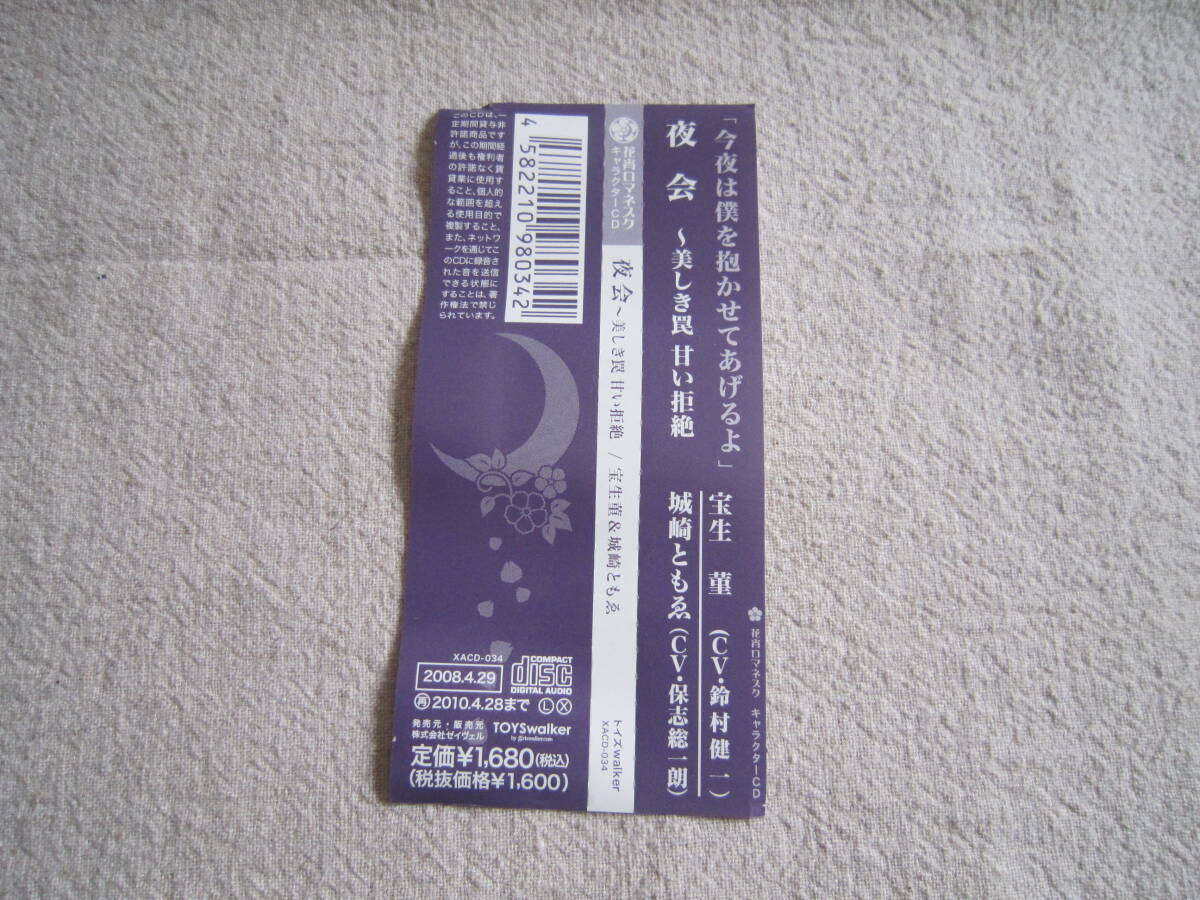 「今夜は僕を抱かせてあげるよ」
夜会 ~美しき罠 甘い拒絶
宝生 菫 (CV・鈴村健一)
城崎ともゑ(CV・保志総一朗)
花宵ロマネスク キャラクターCD
花宵ロマネスク
キャラクターCD
夜会~美しき罠 甘い拒絶 / 宝生菫&城崎ともゑ
トイズwalker
XACD-034
4 582210 980342
このCDは、一
定期間貸与非
許諾商品です
が、この期間経
過後も権利者
の許諾なく賃
貸業に使用す
ること、個人的
な範囲を超え
る使用目的で
複製すること、
また、ネットワ
ークを通じてこ
のCDに録音さ
れた音を送信
できる状態に
することは、著
作権法で禁じ
られています。
XACD-034
2008.4.29
COMPACT
disc
DIGITAL AUDIO
再2010.4.28まで L X
発売元・販売元
株式会社ゼイヴェル
TOYSwalker
定価¥1,680(税込)
(税抜価格¥1,600)